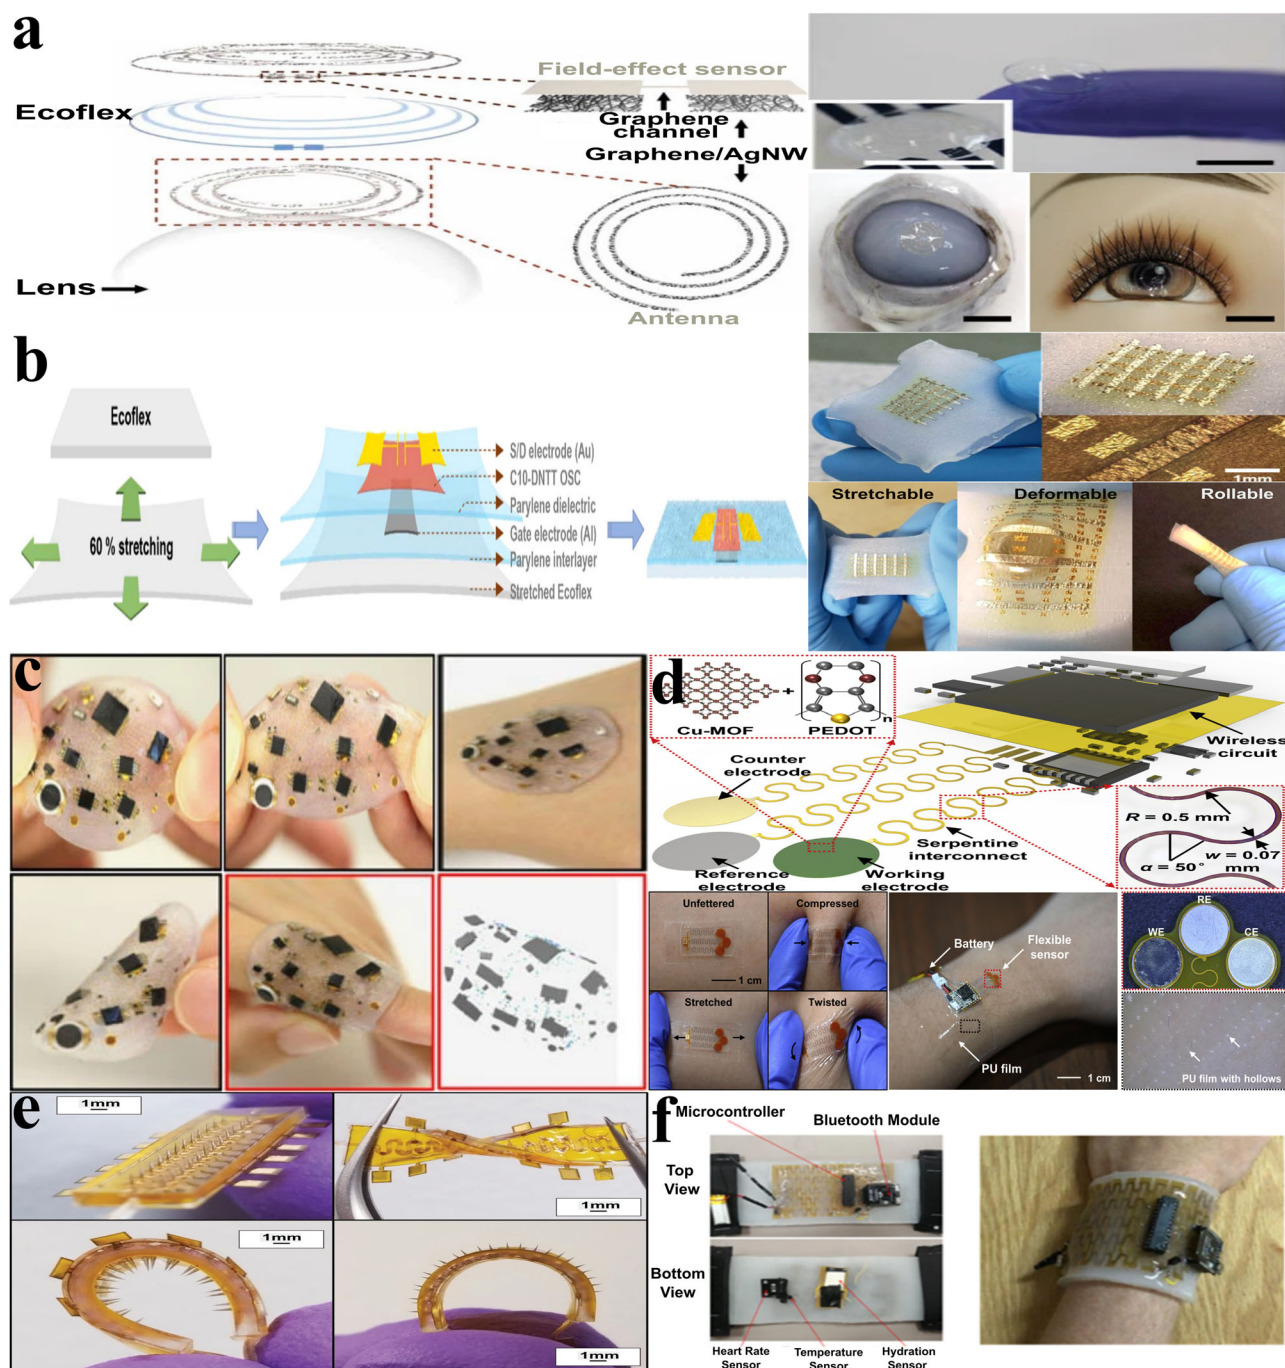 a
Field-effect sensor
Ecoflex
Graphene
channel
Graphene/AgNW
Lens
Antenna
b
Ecoflex
60 % stretching
S/D electrode (Au)
C10-DNTT OSC
Parylene dielectric
Gate electrode (Al)
Parylene interlayer
Stretched Ecoflex
1mm
Stretchable
Deformable
Rollable
c
d
Cu-MOF
+
PEDOT
n
Wireless
circuit
Counter
electrode
Reference
electrode
Working
electrode
Serpentine
interconnect
R = 0.5 mm
α = 50°
w = 0.07
mm
Unfettered
Compressed
1 cm
Stretched
Twisted
Battery
Flexible
sensor
PU film
1 cm
RE
WE
CE
PU film with hollows
e
1mm
1mm
1mm
1mm
f
Microcontroller
Bluetooth Module
Top
View
Bottom
View
Heart Rate
Sensor
Temperature
Sensor
Hydration
Sensor